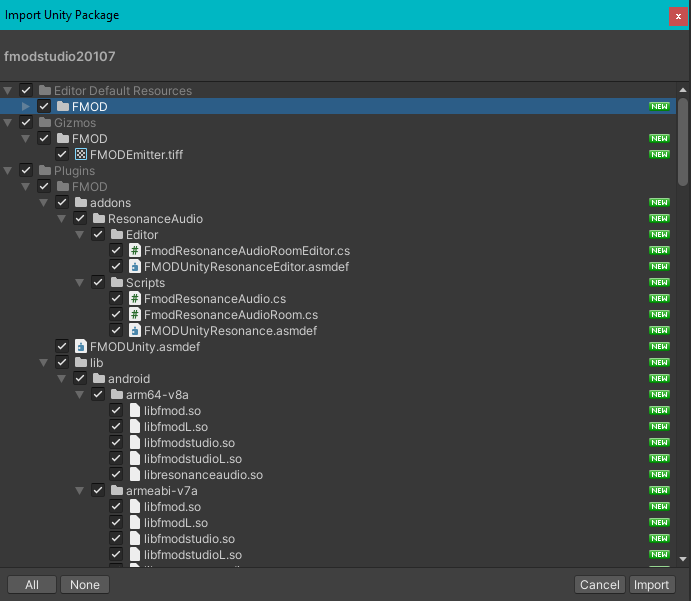 Import Unity Package
x
fmodstudio20107
Editor Default Resources
FMOD NEW
Gizmos
FMOD NEW
FMODEmitter.tiff NEW
Plugins
FMOD
addons NEW
ResonanceAudio NEW
Editor NEW
FmodResonanceAudioRoomEditor.cs NEW
FMODUnityResonanceEditor.asmdef NEW
Scripts NEW
FmodResonanceAudio.cs NEW
FmodResonanceAudioRoom.cs NEW
FMODUnityResonance.asmdef NEW
FMODUnity.asmdef NEW
lib NEW
android NEW
arm64-v8a NEW
libfmod.so NEW
libfmodL.so NEW
libfmodstudio.so NEW
libfmodstudioL.so NEW
libresonanceaudio.so NEW
armeabi-v7a NEW
libfmod.so NEW
libfmodL.so NEW
libfmodstudio.so NEW
libfmodstudioL.so NEW
All None Cancel Import